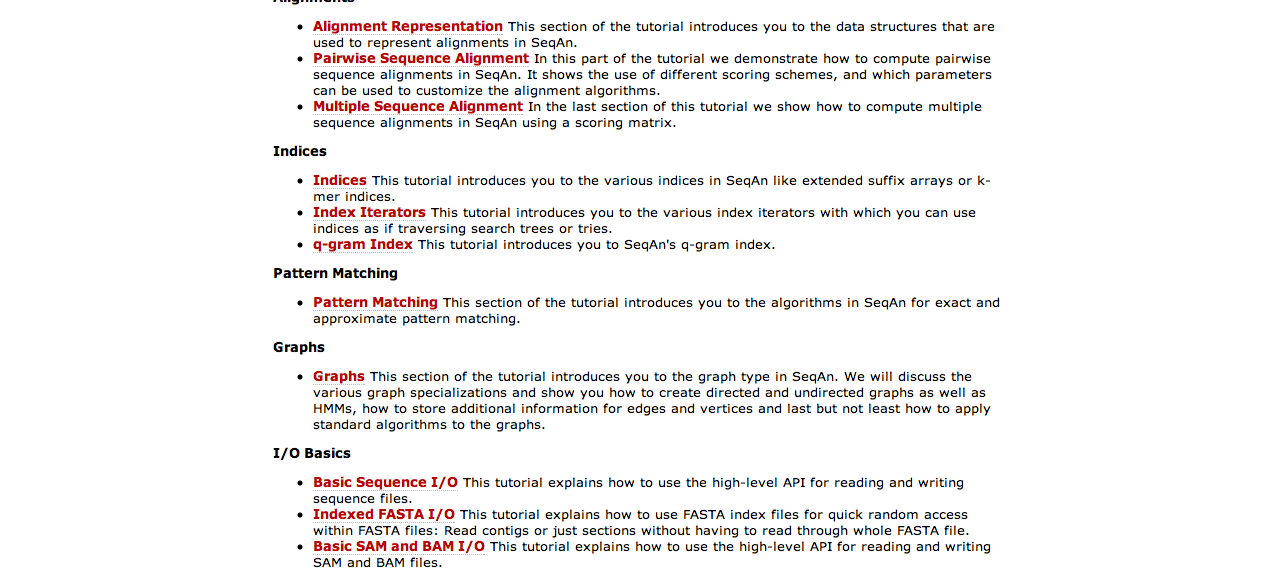 Alignments
Alignment Representation This section of the tutorial introduces you to the data structures that are
used to represent alignments in SeqAn.
Pairwise Sequence Alignment In this part of the tutorial we demonstrate how to compute pairwise
sequence alignments in SeqAn. It shows the use of different scoring schemes, and which parameters
can be used to customize the alignment algorithms.
Multiple Sequence Alignment In the last section of this tutorial we show how to compute multiple
sequence alignments in SeqAn using a scoring matrix.
Indices
Indices This tutorial introduces you to the various indices in SeqAn like extended suffix arrays or k-
mer indices.
Index Iterators This tutorial introduces you to the various index iterators with which you can use
indices as if traversing search trees or tries.
q-gram Index This tutorial introduces you to SeqAn's q-gram index.
Pattern Matching
Pattern Matching This section of the tutorial introduces you to the algorithms in SeqAn for exact and
approximate pattern matching.
Graphs
Graphs This section of the tutorial introduces you to the graph type in SeqAn. We will discuss the
various graph specializations and show you how to create directed and undirected graphs as well as
HMMs, how to store additional information for edges and vertices and last but not least how to apply
standard algorithms to the graphs.
I/O Basics
Basic Sequence I/O This tutorial explains how to use the high-level API for reading and writing
sequence files.
Indexed FASTA I/O This tutorial explains how to use FASTA index files for quick random access
within FASTA files: Read contigs or just sections without having to read through whole FASTA file.
Basic SAM and BAM I/O This tutorial explains how to use the high-level API for reading and writing
SAM and BAM files.